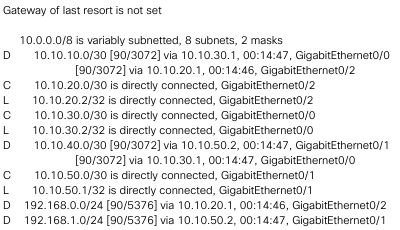 Gateway of last resort is not set
10.0.0.0/8 is variably subnetted, 8 subnets, 2 masks
D 10.10.10.0/30 [90/3072] via 10.10.30.1, 00:14:47, GigabitEthernet0/0
[90/3072] via 10.10.20.1, 00:14:46, GigabitEthernet0/2
C 10.10.20.0/30 is directly connected, GigabitEthernet0/2
L 10.10.20.2/32 is directly connected, GigabitEthernet0/2
C 10.10.30.0/30 is directly connected, GigabitEthernet0/0
L 10.10.30.2/32 is directly connected, GigabitEthernet0/0
D 10.10.40.0/30 [90/3072] via 10.10.50.2, 00:14:47, GigabitEthernet0/1
[90/3072] via 10.10.30.1, 00:14:47, GigabitEthernet0/0
C 10.10.50.0/30 is directly connected, GigabitEthernet0/1
L 10.10.50.1/32 is directly connected, GigabitEthernet0/1
D 192.168.0.0/24 [90/5376] via 10.10.20.1, 00:14:46, GigabitEthernet0/2
D 192.168.1.0/24 [90/5376] via 10.10.50.2, 00:14:47, GigabitEthernet0/1